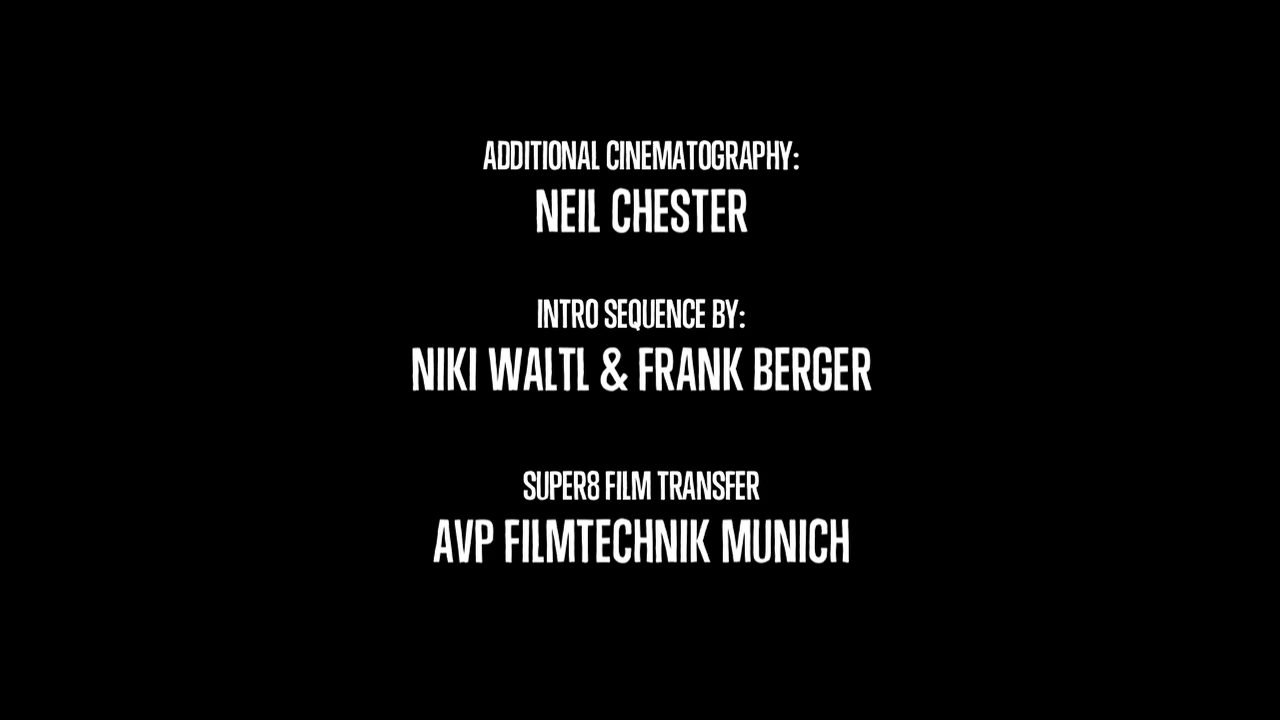 ADDITIONAL CINEMATOGRAPHY:
NEIL CHESTER
INTRO SEQUENCE BY:
NIKI WALTL & FRANK BERGER
SUPER8 FILM TRANSFER
AVP FILMTECHNIK MUNICH